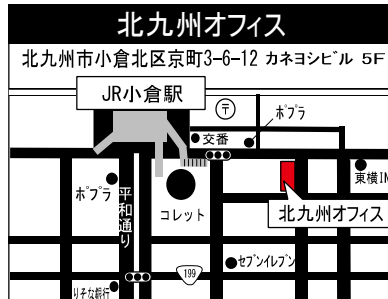 北九州オフィス
北九州市小倉北区京町3-6-12 カネヨシビル 5F
JR小倉駅
〒
ポプラ
交番
東横IN
ポプラ
平和通り
コレット
北九州オフィス
セブンイレブン
199
りそな銀行